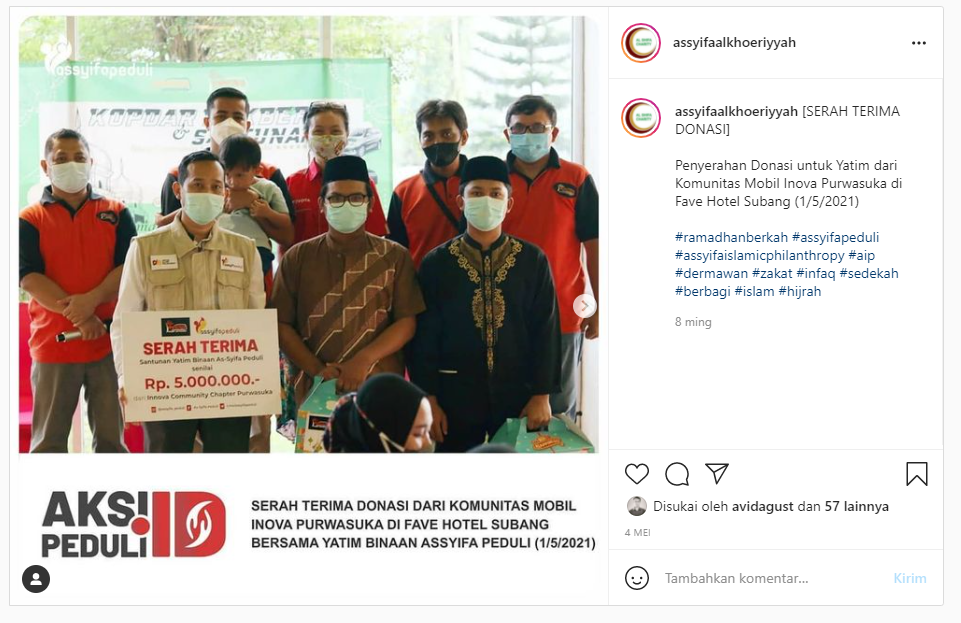 assyifapeduli
KOPDAR
& SANTUNAN
assyifapeduli
SERAH TERIMA
Santunan Yatim Binaan As-Syifa Peduli
senilai
Rp. 5.000.000.-
dari Innova Community Chapter Purwasuka
AKSI
PEDULI ID
SERAH TERIMA DONASI DARI KOMUNITAS MOBIL
INOVA PURWASUKA DI FAVE HOTEL SUBANG
BERSAMA YATIM BINAAN ASSYIFA PEDULI (1/5/2021)
assyifaalkhoeriyyah
assyifaalkhoeriyyah [SERAH TERIMA
DONASI]
Penyerahan Donasi untuk Yatim dari
Komunitas Mobil Inova Purwasuka di
Fave Hotel Subang (1/5/2021)
#ramadhanberkah #assyifapeduli
#assyifaislamicphilanthropy #aip
#dermawan #zakat #infaq #sedekah
#berbagi #islam #hijrah
8 ming
Disukai oleh avidagust dan 57 lainnya
4 MEI
Tambahkan komentar...
Kirim